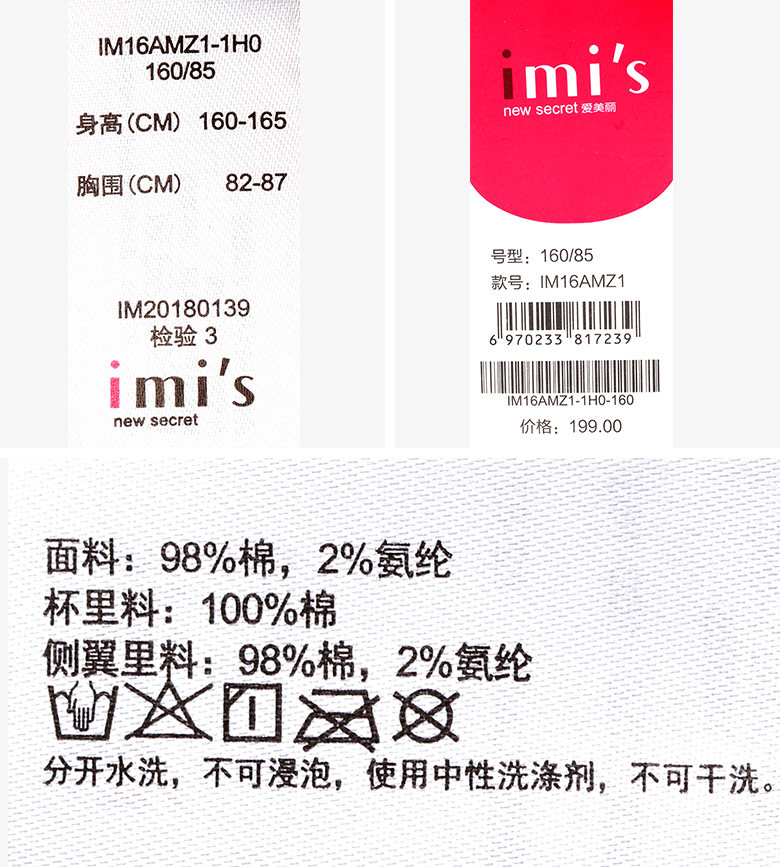 IM16AMZ1-1H0
160/85
身高(CM) 160-165
胸围(CM) 82-87
IM20180139
检验 3
imi's
new secret
imi's
new secret 爱美丽
号型：160/85
款号：IM16AMZ1
6 970233 817239
IM16AMZ1-1H0-160
价格：199.00
面料：98%棉，2%氨纶
杯里料：100%棉
侧翼里料：98%棉，2%氨纶
分开水洗，不可浸泡，使用中性洗涤剂，不可干洗。